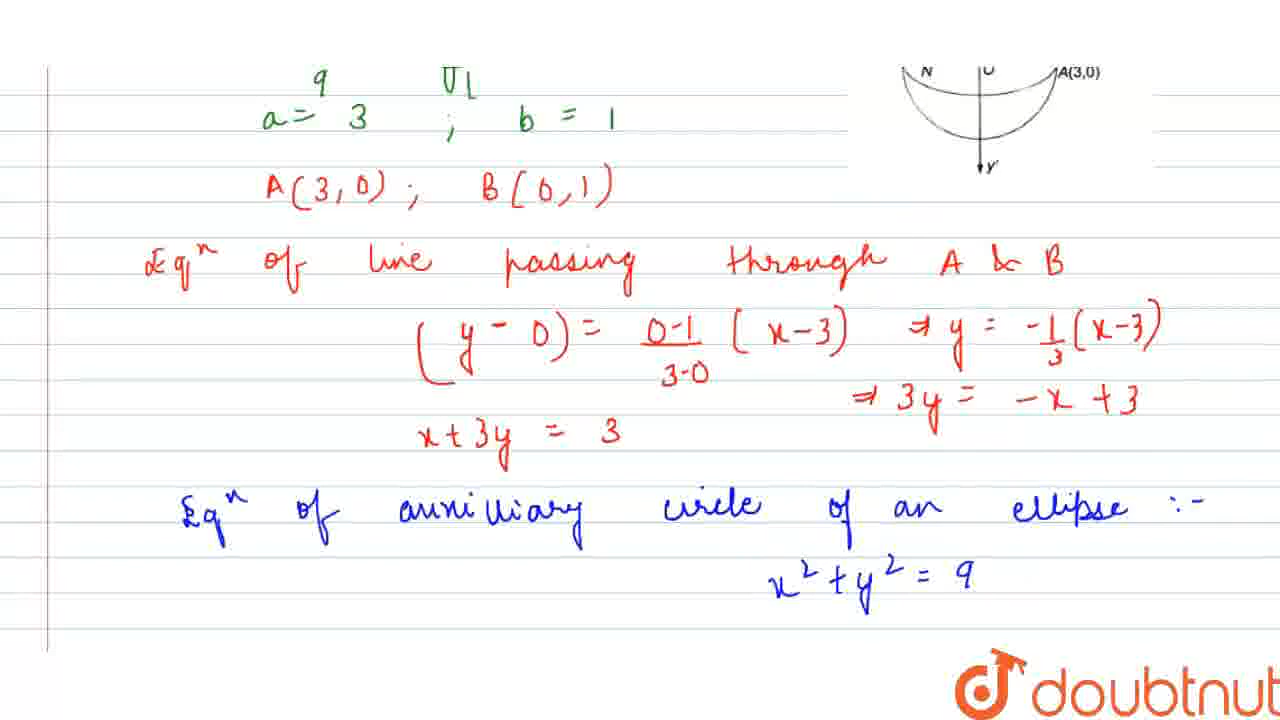 9
N O A(3,0)
a = 3 ; b = 1
Y'
A(3,0) ; B(0,1)
Eqⁿ of line passing through A & B
(y - 0) = 0-1/3-0 (x-3) ⇒ y = -1/3 (x-3)
⇒ 3y = -x + 3
x + 3y = 3
Eqⁿ of auxilliary circle of an ellipse :-
x² + y² = 9
doubtnut